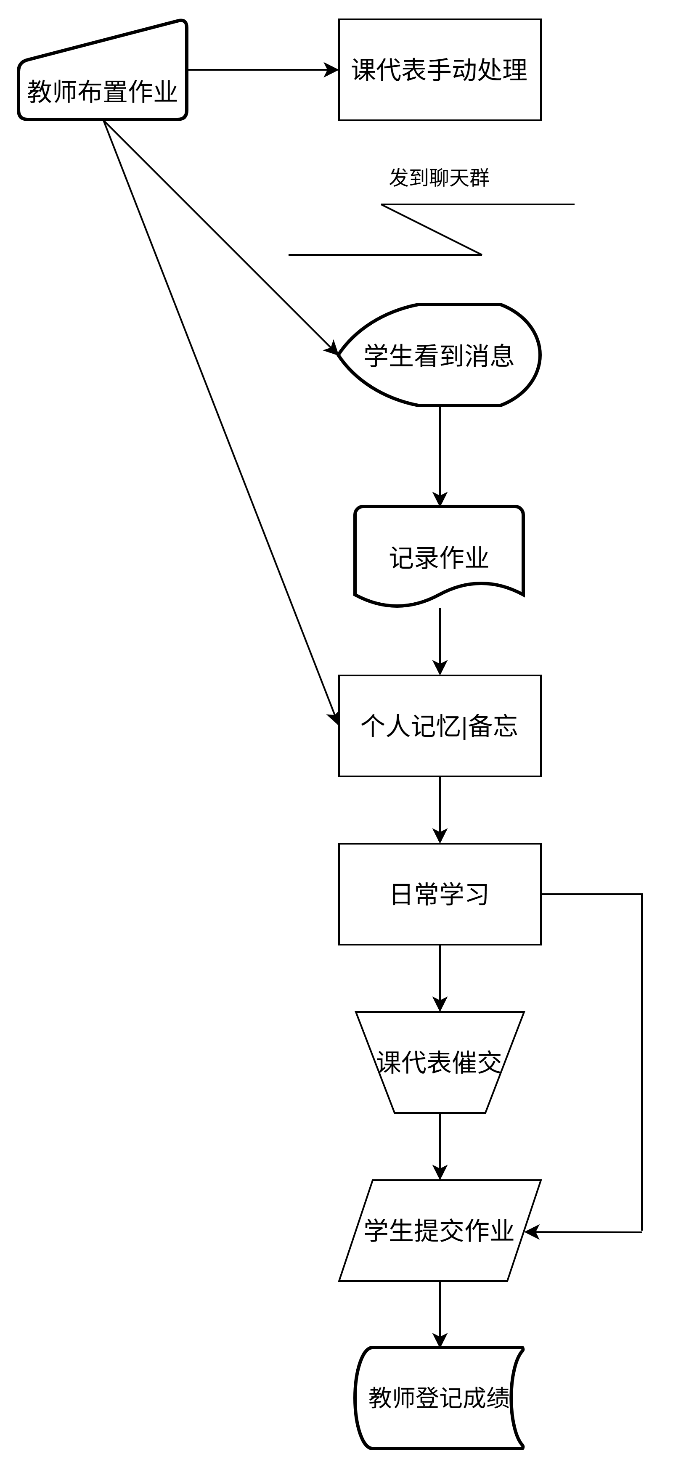 教师布置作业
课代表手动处理
发到聊天群
学生看到消息
记录作业
个人记忆|备忘
日常学习
课代表催交
学生提交作业
教师登记成绩